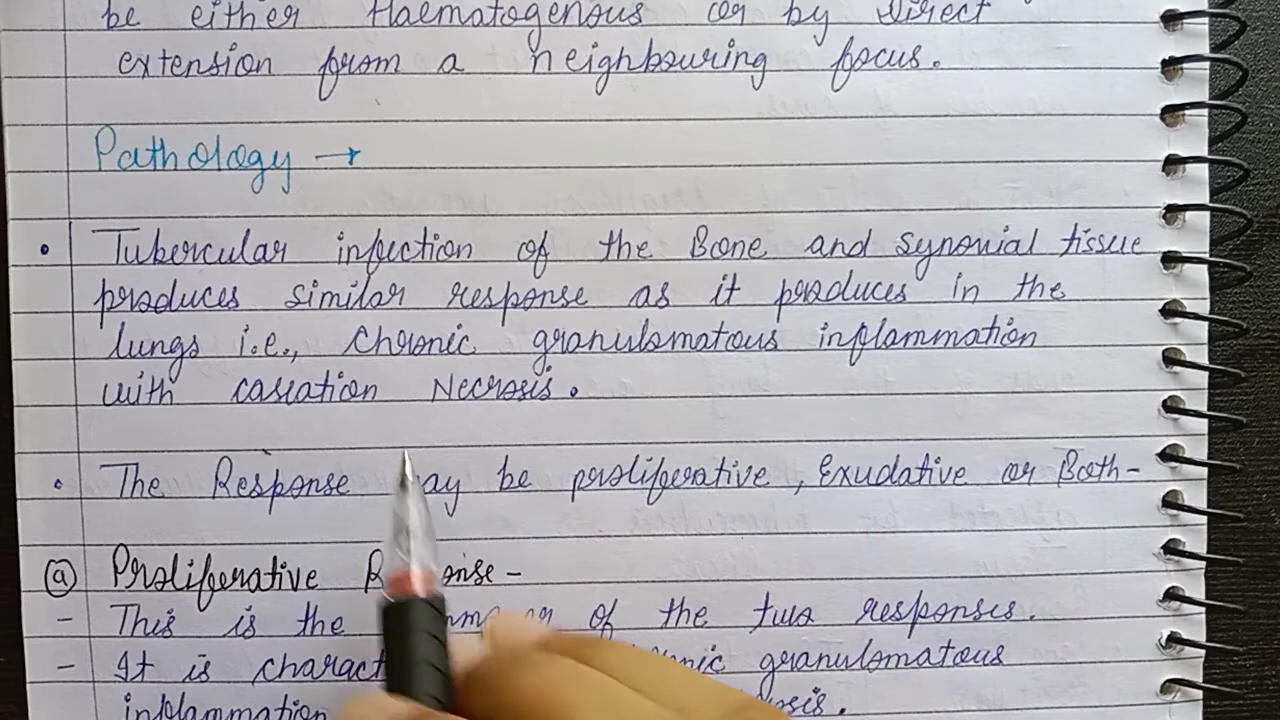 be either Haematogenous or by Direct
extension from a neighbouring focus.
Pathology →
• Tubercular infection of the Bone and synovial tissue
produces similar response as it produces in the
lungs i.e., chronic granulomatous inflammation
with caseation Necrosis.
• The Response may be proliferative, Exudative or Both-
ⓐ Proliferative Response -
- This is the of the two responses.
- It is granulomatous
inflammation